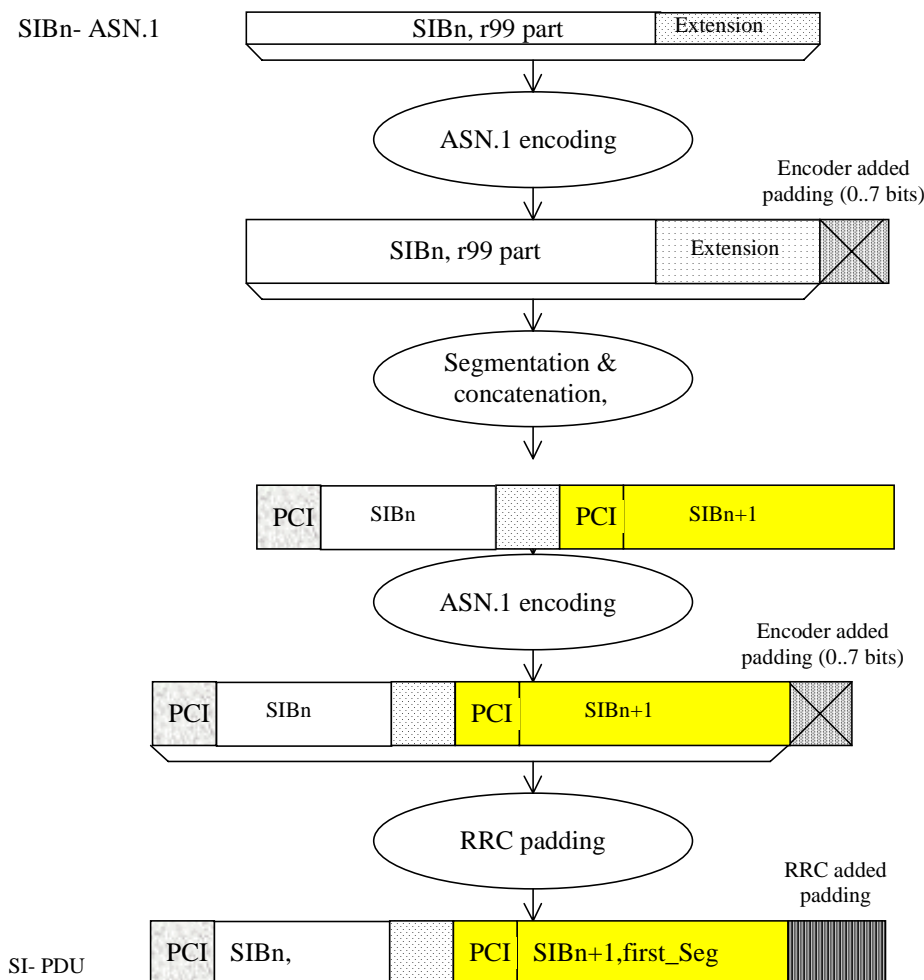 SIBn- ASN.1
SIBn, r99 part
Extension
ASN.1 encoding
Encoder added
padding (0..7 bits)
SIBn, r99 part
Extension
Segmentation &
concatenation,
PCI
SIBn
PCI
SIBn+1
ASN.1 encoding
Encoder added
padding (0..7 bits)
PCI
SIBn
PCI
SIBn+1
RRC padding
RRC added
padding
SI- PDU
PCI
SIBn,
PCI
SIBn+1,first_Seg